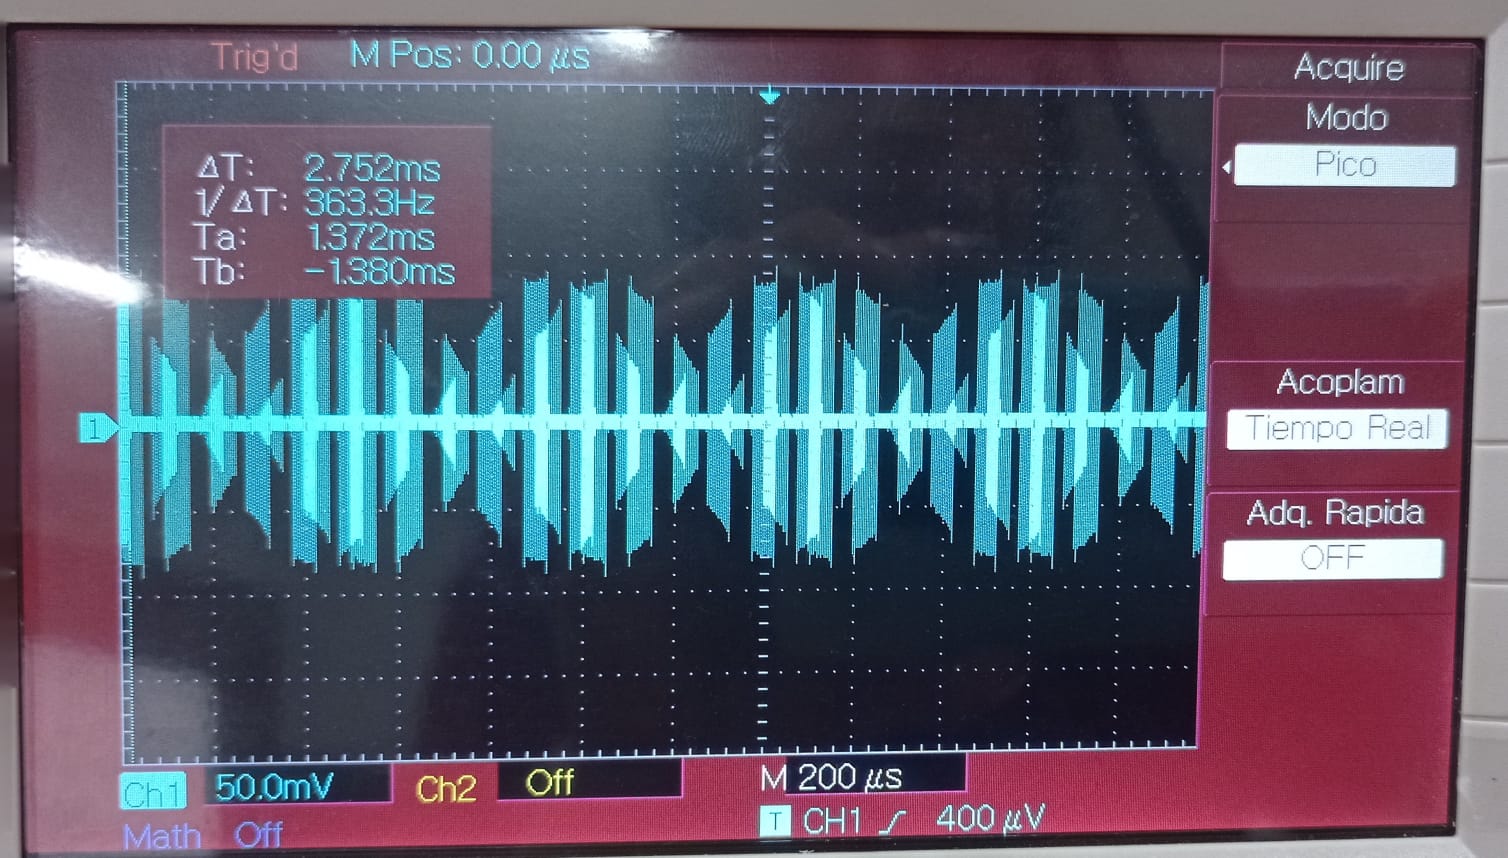 Trig'd M Pos: 0.00 μs
Acquire
Modo
Pico
ΔT: 2.752ms
1/ΔT: 363.3Hz
Ta: 1.372ms
Tb: -1.380ms
1
Acoplam
Tiempo Real
Adq. Rapida
OFF
Ch1 50.0mV Ch2 Off M 200 μs
T CH1 400 μV
Math Off